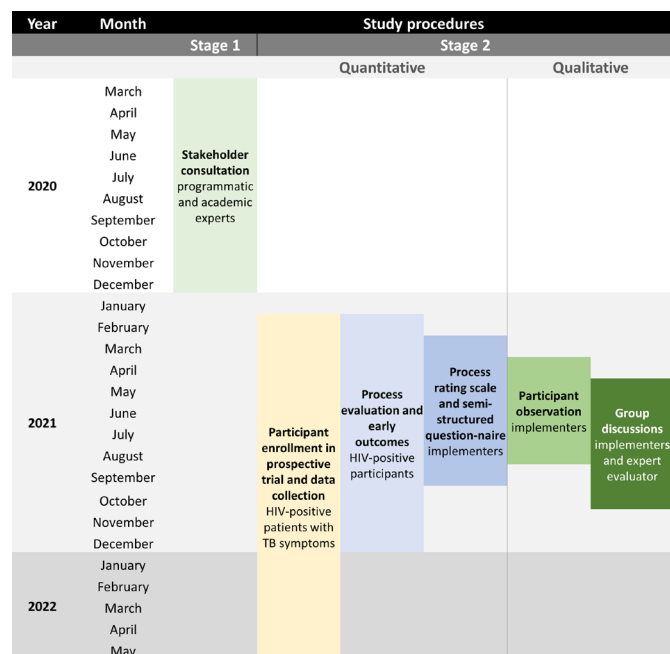 Year Month Study procedures
Stage 1 Stage 2
Quantitative Qualitative
2020
March
April
May
June
July
August
September
October
November
December
Stakeholder
consultation
programmatic
and academic
experts
2021
January
February
March
April
May
June
July
August
September
October
November
December
Participant
enrollment in
prospective
trial and data
collection
HIV-positive
patients with
TB symptoms
Process
evaluation and
early
outcomes
HIV-positive
participants
Process
rating scale
and semi-
structured
question-naire
implementers
Participant
observation
implementers
Group
discussions
implementers
and expert
evaluator
2022
January
February
March
April
May